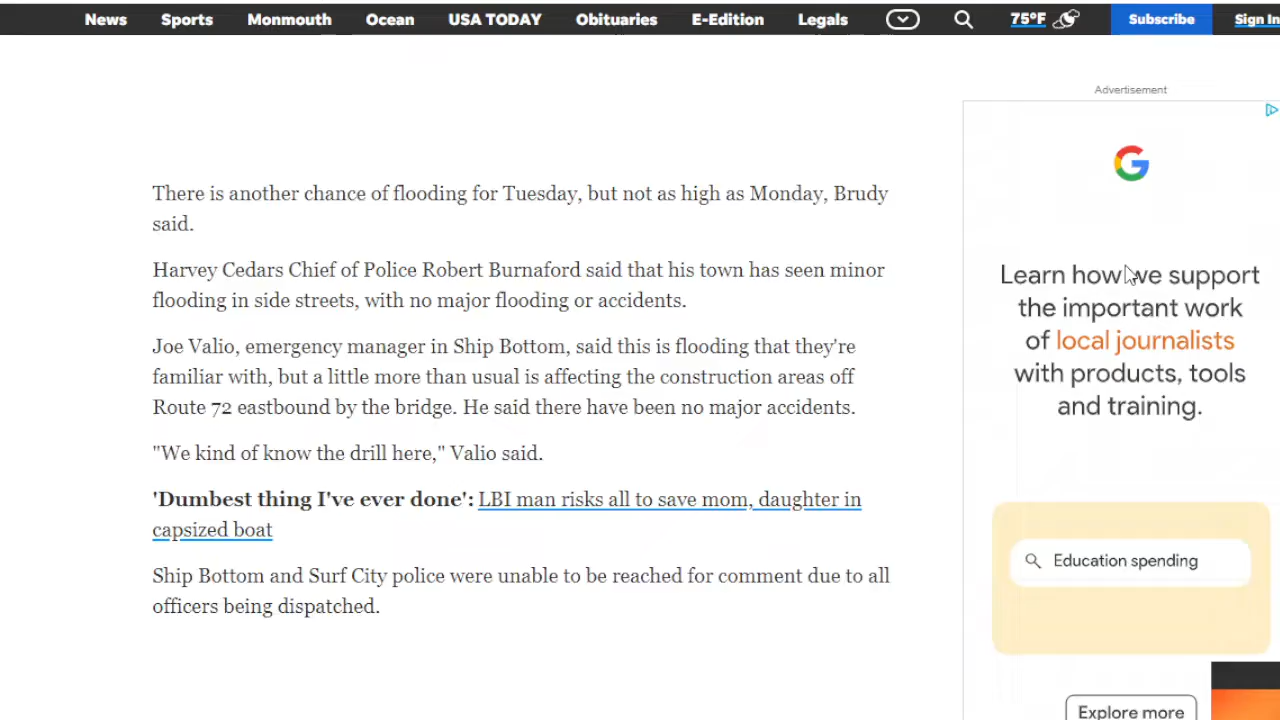 News Sports Monmouth Ocean USA TODAY Obituaries E-Edition Legals 75°F Subscribe Sign In
Advertisement
There is another chance of flooding for Tuesday, but not as high as Monday, Brudy
said.
Harvey Cedars Chief of Police Robert Burnaford said that his town has seen minor
flooding in side streets, with no major flooding or accidents.
Joe Valio, emergency manager in Ship Bottom, said this is flooding that they're
familiar with, but a little more than usual is affecting the construction areas off
Route 72 eastbound by the bridge. He said there have been no major accidents.
"We kind of know the drill here," Valio said.
'Dumbest thing I've ever done': LBI man risks all to save mom, daughter in
capsized boat
Ship Bottom and Surf City police were unable to be reached for comment due to all
officers being dispatched.
G
Learn how we support
the important work
of local journalists
with products, tools
and training.
Education spending
Explore more